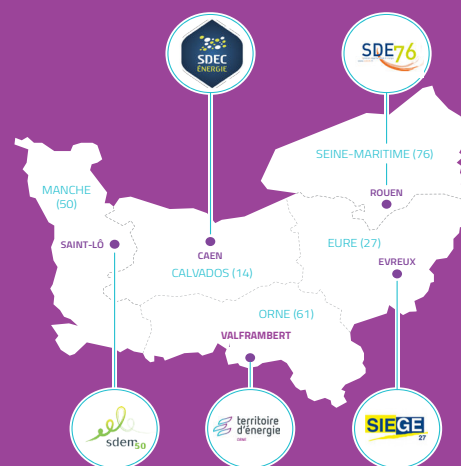 SDEC
ÉNERGIE
SDE76
SEINE-MARITIME (76)
ROUEN
MANCHE
(50)
SAINT-LÔ
CAEN
CALVADOS (14)
EURE (27)
EVREUX
ORNE (61)
VALFRAMBERT
sdem50
territoire
d'énergie
ORNE
SIEGE
27